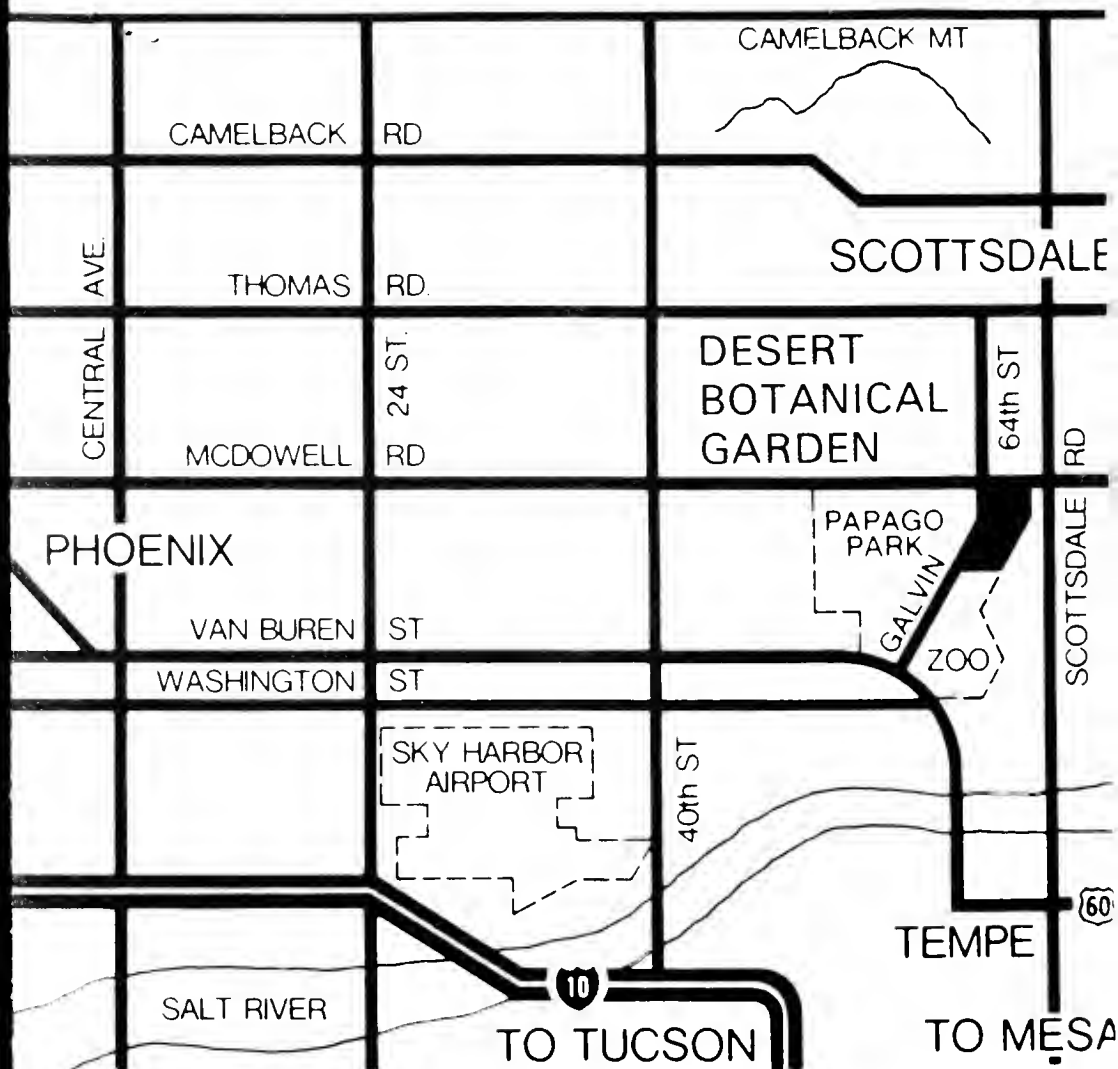 CAMELBACK MT
CAMELBACK RD
SCOTTSDALE
CENTRAL AVE.
THOMAS RD.
24 ST.
DESERT
BOTANICAL
GARDEN
64th ST
MCDOWELL RD
SCOTTSDALE RD
PHOENIX
PAPAGO
PARK
GALVIN
ZOO
VAN BUREN ST
WASHINGTON ST
SKY HARBOR
AIRPORT
40th ST
60
TEMPE
10
SALT RIVER
TO TUCSON
TO MESA